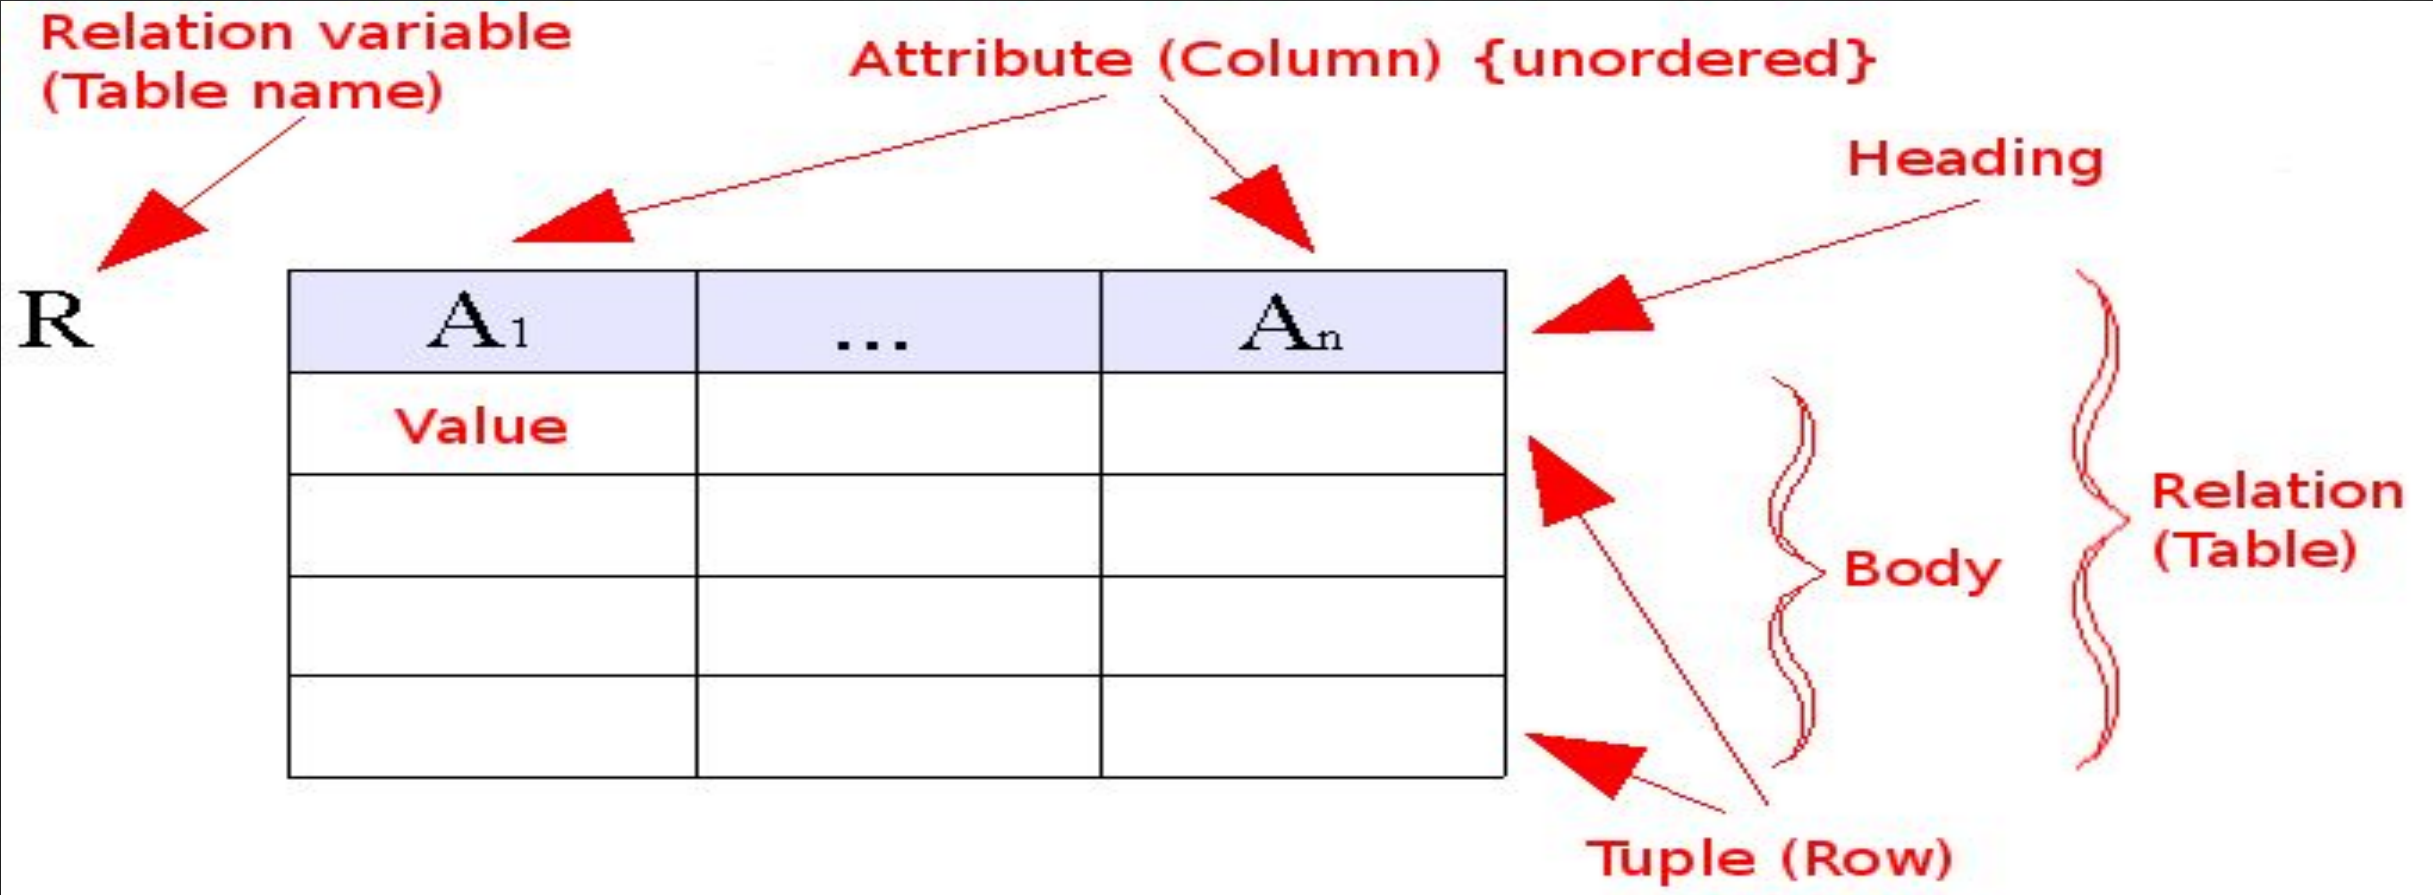 Relation variable
(Table name)
Attribute (Column) {unordered}
Heading
R
A1
...
An
Value
Relation
(Table)
Body
Tuple (Row)